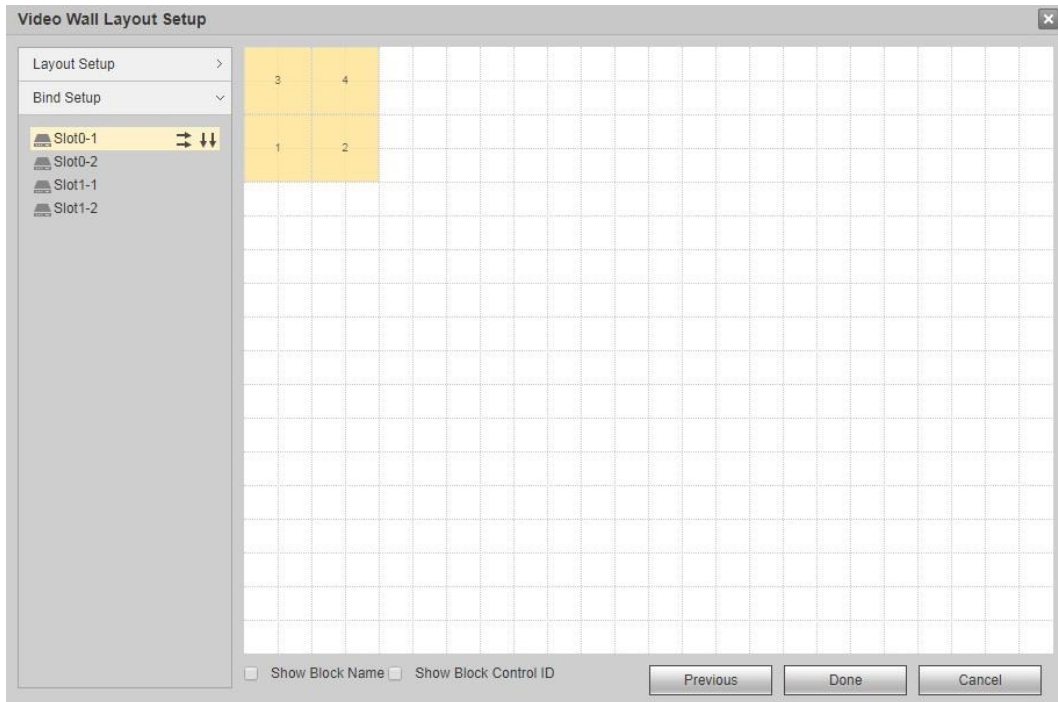 Video Wall Layout Setup
Layout Setup
Bind Setup
Slot0-1
Slot0-2
Slot1-1
Slot1-2
3 4
1 2
Show Block Name Show Block Control ID
Previous Done Cancel